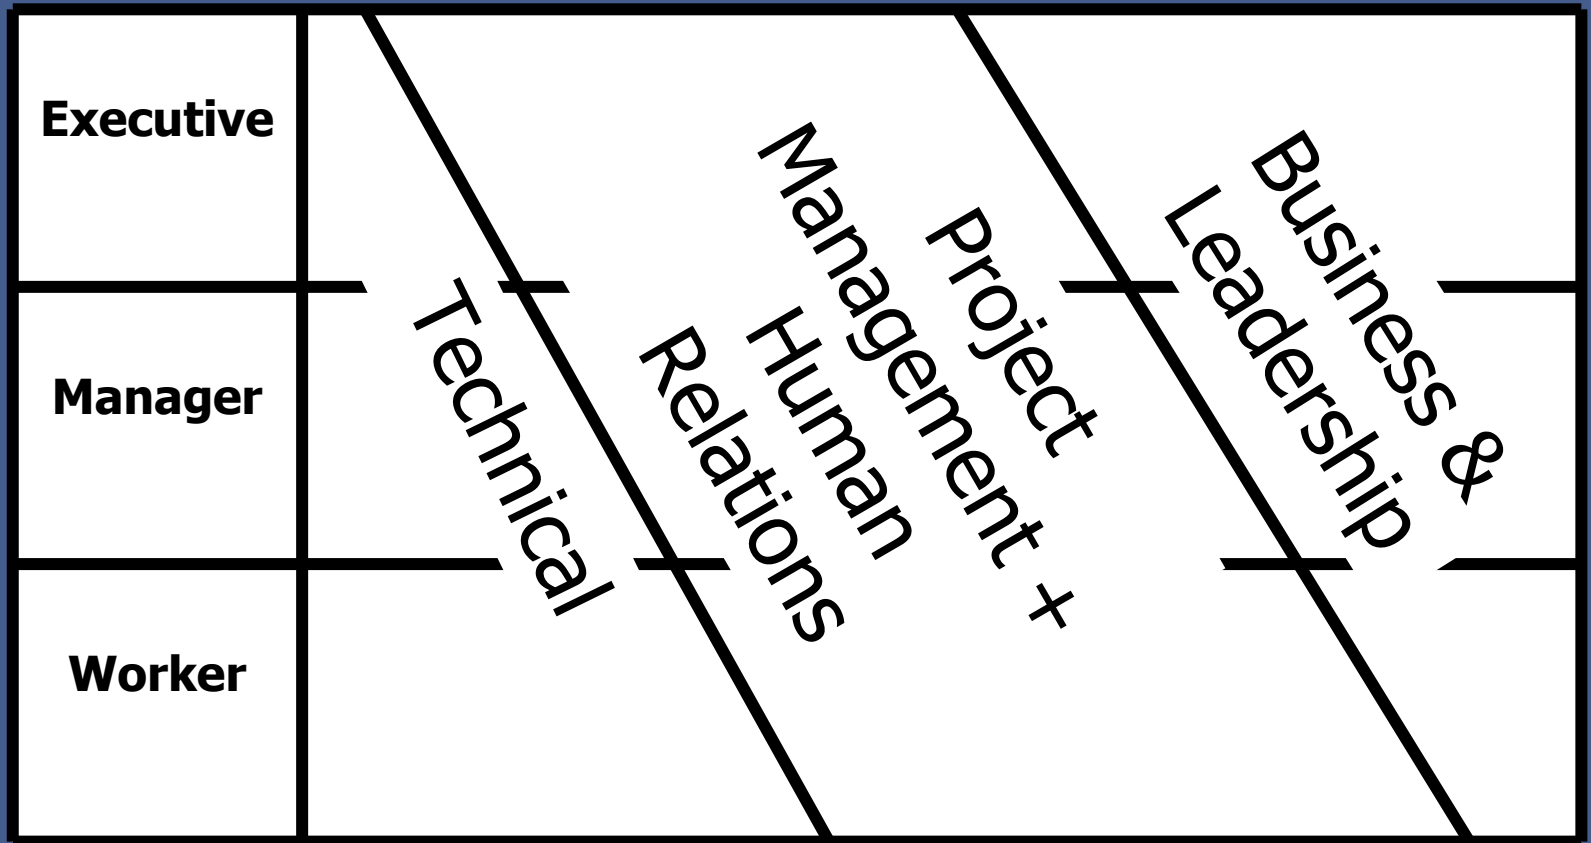 Executive
Manager
Worker
Technical
Project
Management +
Human
Relations
Business &
Leadership